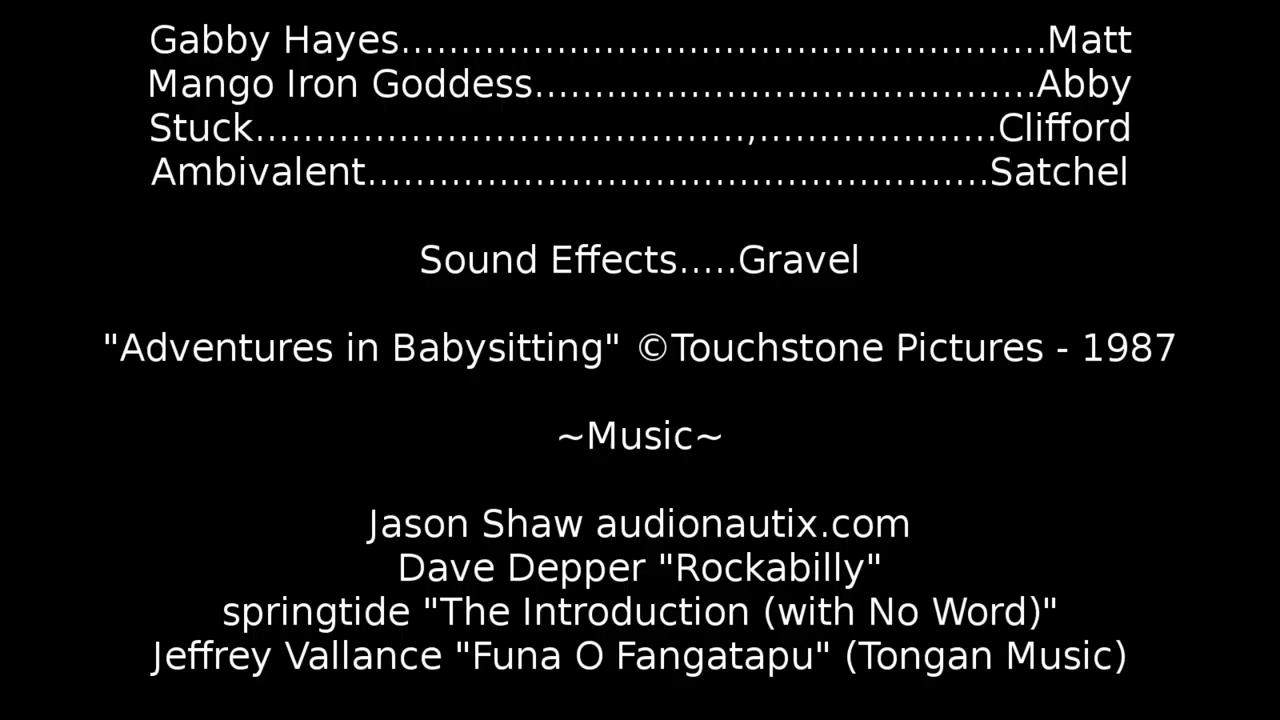 Gabby Hayes......................................................Matt
Mango Iron Goddess..........................................Abby
Stuck.........................................,....................Clifford
Ambivalent....................................................Satchel
Sound Effects.....Gravel
"Adventures in Babysitting" ©Touchstone Pictures - 1987
~Music~
Jason Shaw audionautix.com
Dave Depper "Rockabilly"
springtide "The Introduction (with No Word)"
Jeffrey Vallance "Funa O Fangatapu" (Tongan Music)